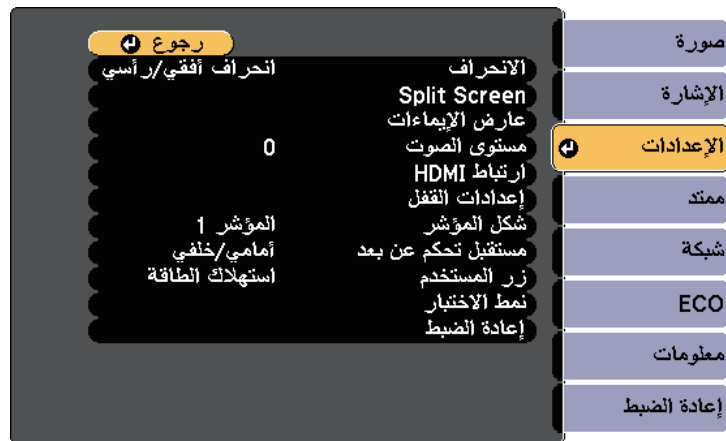 صورة
الإشارة
الإعدادات
ممتد
شبكة
ECO
معلومات
إعادة الضبط
رجوع
الانحراف انحراف أفقي/رأسي
Split Screen
عارض الإيماءات
مستوى الصوت 0
ارتباط HDMI
إعدادات القفل
شكل المؤشر المؤشر 1
مستقبل تحكم عن بعد أمامي/خلفي
زر المستخدم استهلاك الطاقة
نمط الاختبار
إعادة الضبط